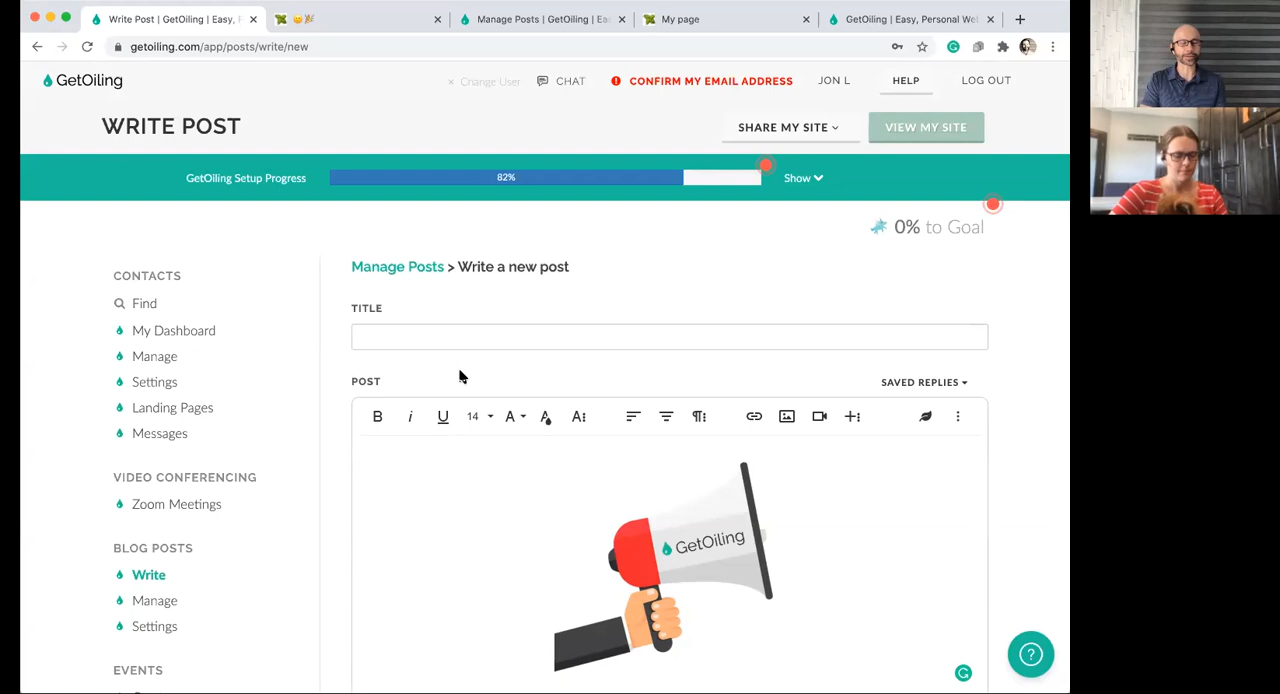 Write Post | GetOiling | Easy, P
Manage Posts | GetOiling | Eas
My page
GetOiling | Easy, Personal Wel
getoiling.com/app/posts/write/new
GetOiling
× Change User
CHAT
CONFIRM MY EMAIL ADDRESS
JON L
HELP
LOG OUT
WRITE POST
SHARE MY SITE
VIEW MY SITE
GetOiling Setup Progress
82%
Show
0% to Goal
CONTACTS
Find
My Dashboard
Manage
Settings
Landing Pages
Messages
VIDEO CONFERENCING
Zoom Meetings
BLOG POSTS
Write
Manage
Settings
EVENTS
Manage Posts > Write a new post
TITLE
POST
SAVED REPLIES
B i U 14 A A
GetOiling